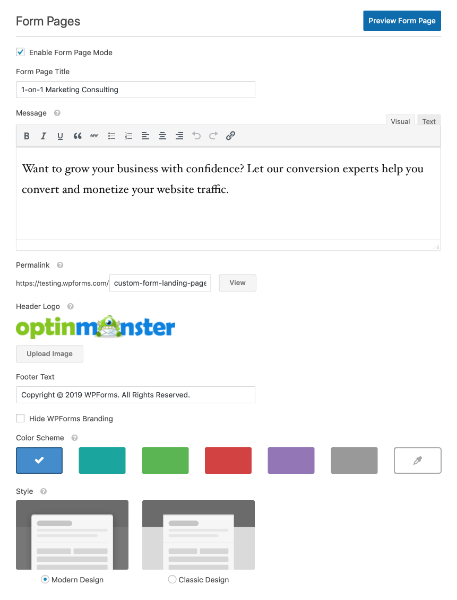 Form Pages
Preview Form Page
Enable Form Page Mode
Form Page Title
1-on-1 Marketing Consulting
Message
Visual
Text
B I U
Want to grow your business with confidence? Let our conversion experts help you
convert and monetize your website traffic.
Permalink
https://testing.wpforms.com/ custom-form-landing-page View
Header Logo
optinmonster
Upload Image
Footer Text
Copyright © 2019 WPForms. All Rights Reserved.
Hide WPForms Branding
Color Scheme
Style
Modern Design
Classic Design